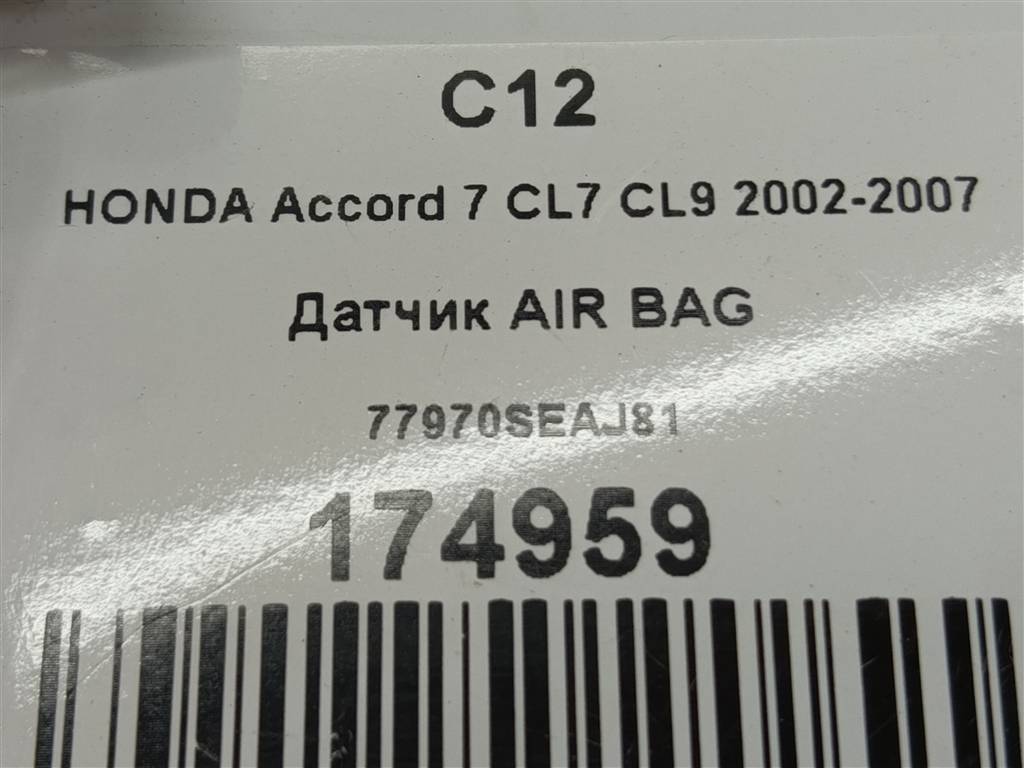 C12
HONDA Accord 7 CL7 CL9 2002-2007
Датчик AIR BAG
77970SEAJ81
174959